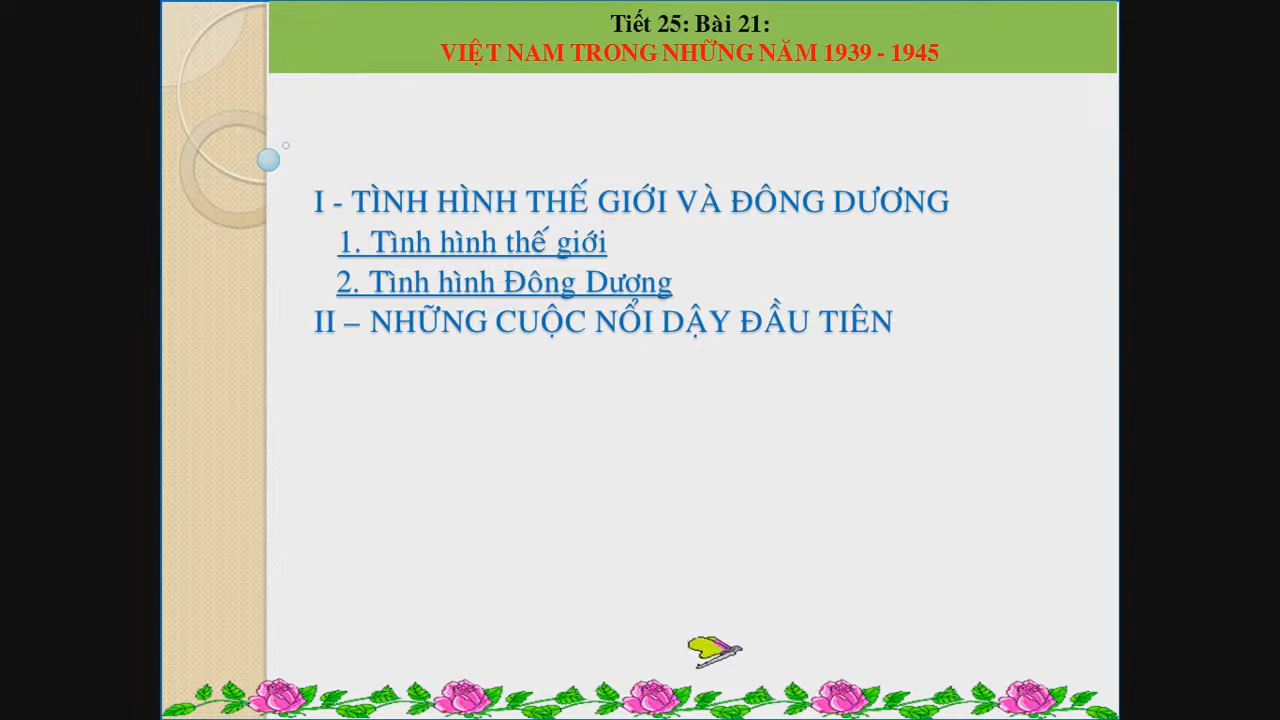 Tiết 25: Bài 21:
VIỆT NAM TRONG NHỮNG NĂM 1939 - 1945
I - TÌNH HÌNH THẾ GIỚI VÀ ĐÔNG DƯƠNG
1. Tình hình thế giới
2. Tình hình Đông Dương
II – NHỮNG CUỘC NỔI DẬY ĐẦU TIÊN